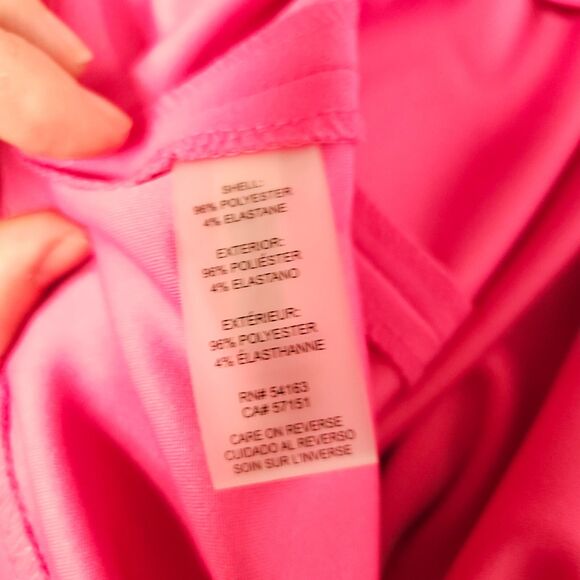 SHELL:
96% POLYESTER
4% ELASTANE
EXTERIOR:
96% POLIÉSTER
4% ELASTANO
EXTÉRIEUR:
96% POLYESTER
4% ÉLASTHANNE
RN# 54163
CA# 57151
CARE ON REVERSE
CUIDADO AL REVERSO
SOIN SUR L'INVERSE